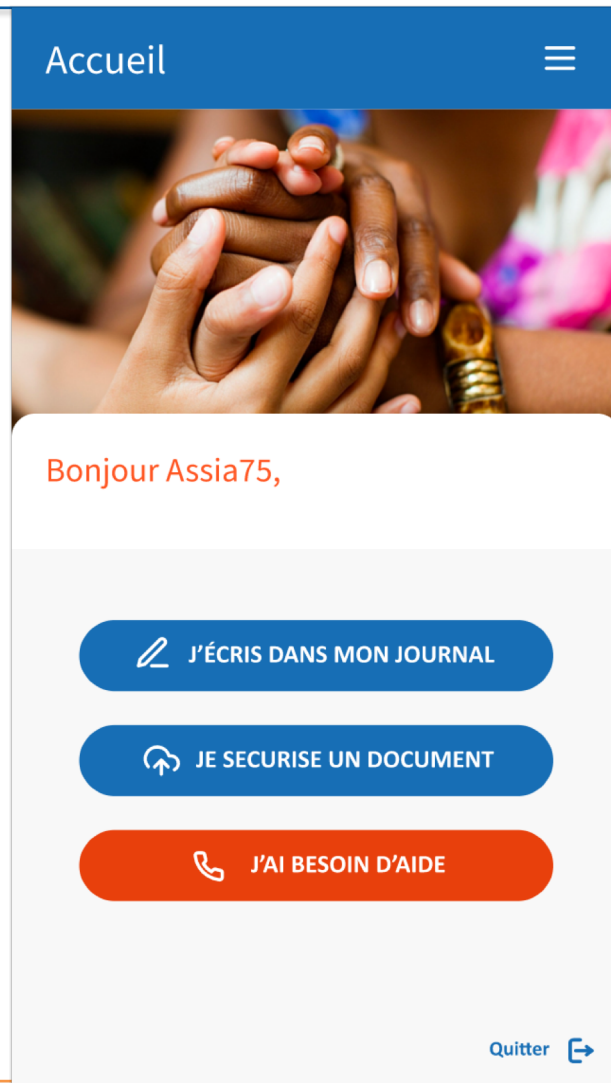 Accueil
Bonjour Assia75,
J’ÉCRIS DANS MON JOURNAL
JE SECURISE UN DOCUMENT
J’AI BESOIN D’AIDE
Quitter